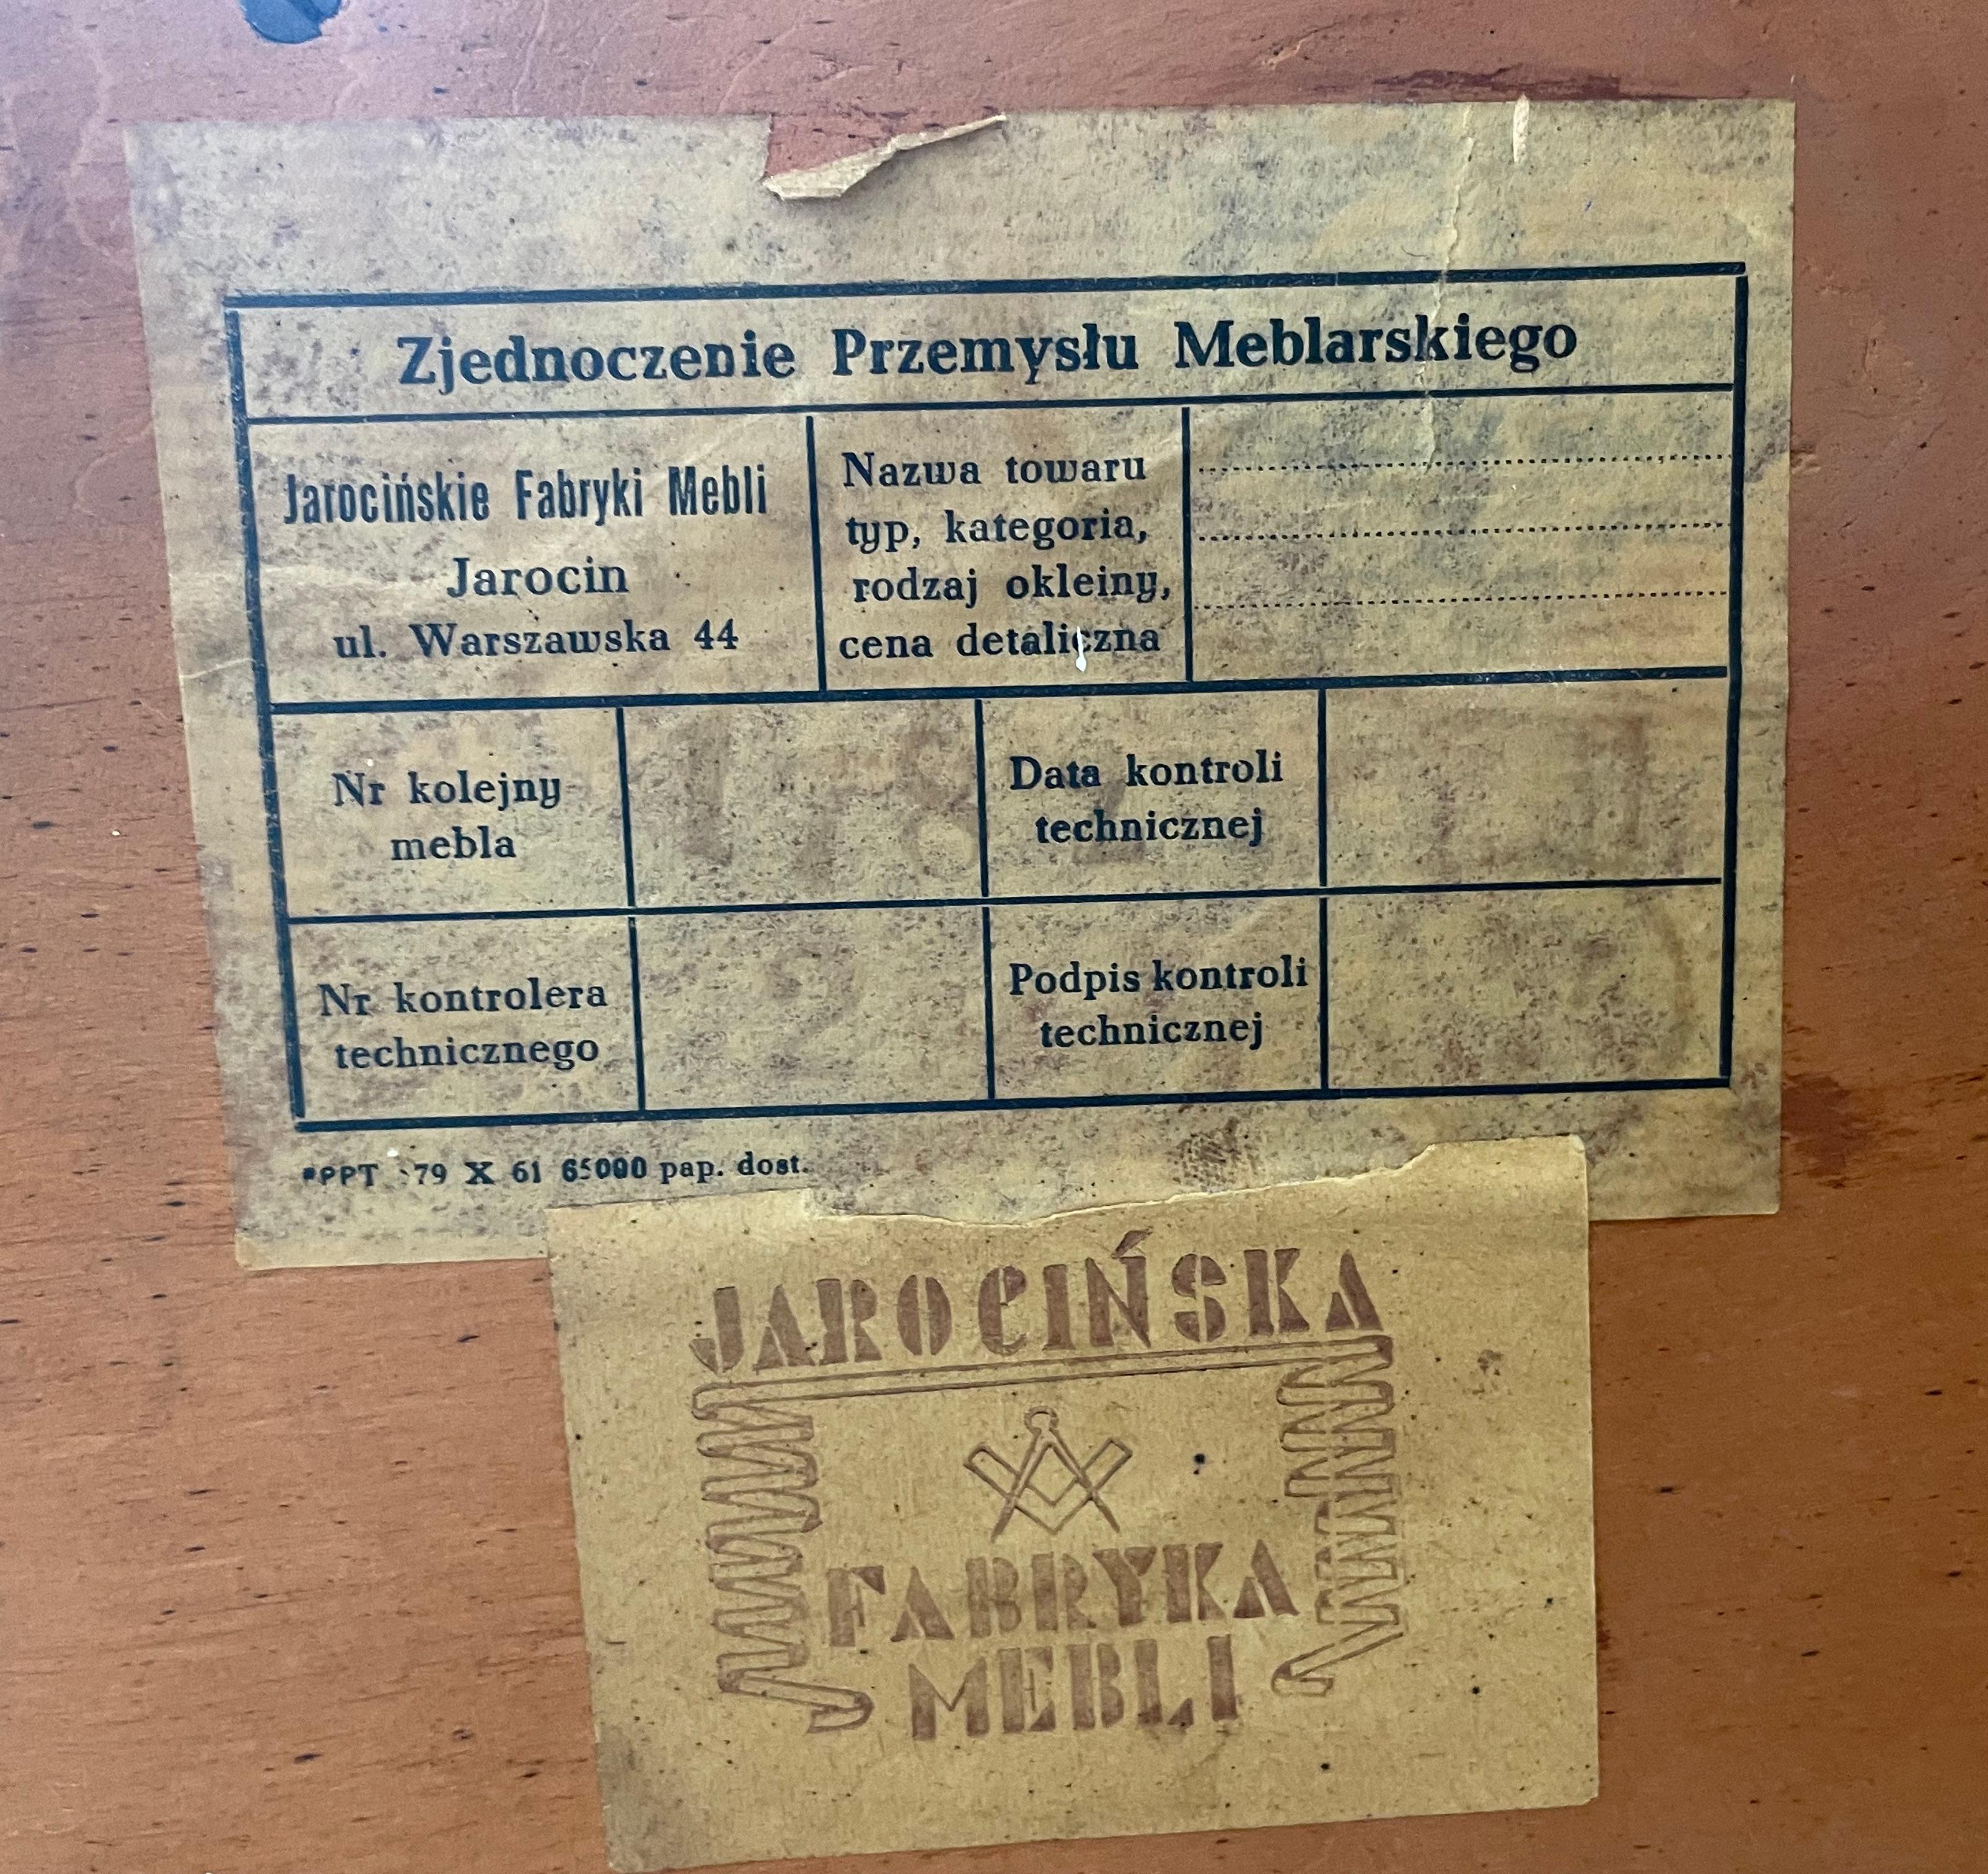 Zjednoczenie Przemysłu Meblarskiego
Jarocińskie Fabryki Mebli
Jarocin
ul. Warszawska 44
Nazwa towaru
typ, kategoria,
rodzaj okleiny,
cena detaliczna
Nr kolejny
mebla
Data kontroli
technicznej
Nr kontrolera
technicznego
Podpis kontroli
technicznej
PPT 79 X 61 65000 pap. dost.
JAROCIŃSKA
FABRYKA
MEBLI